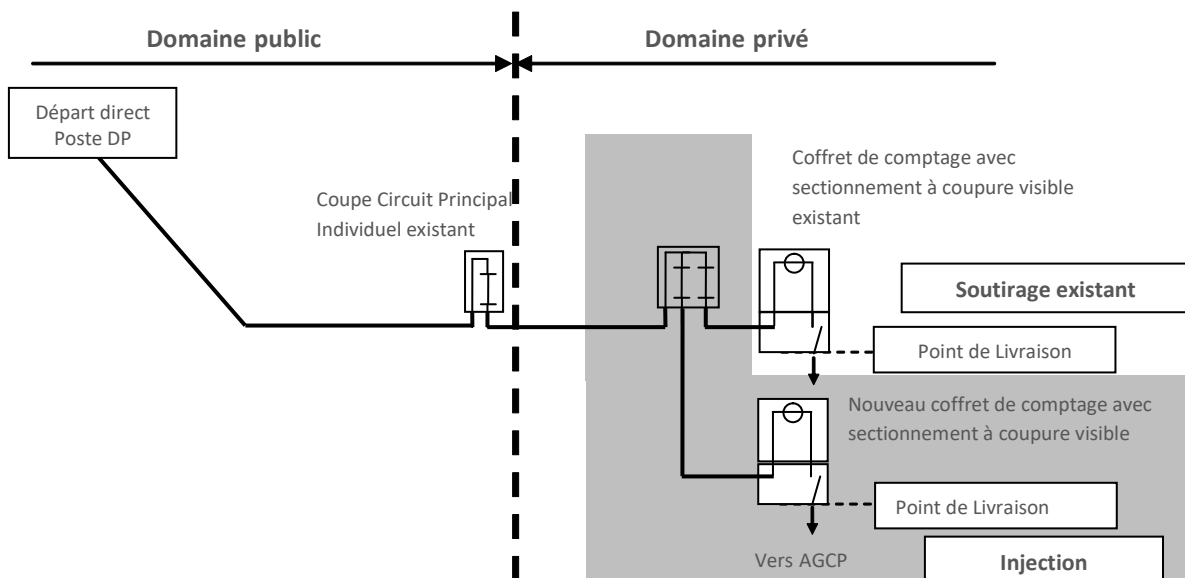 Domaine public
Domaine privé
Départ direct
Poste DP
Coffret de comptage avec
sectionnement à coupure visible
existant
Coupe Circuit Principal
Individuel existant
Soutirage existant
Point de Livraison
Nouveau coffret de comptage avec
sectionnement à coupure visible
Point de Livraison
Vers AGCP
Injection